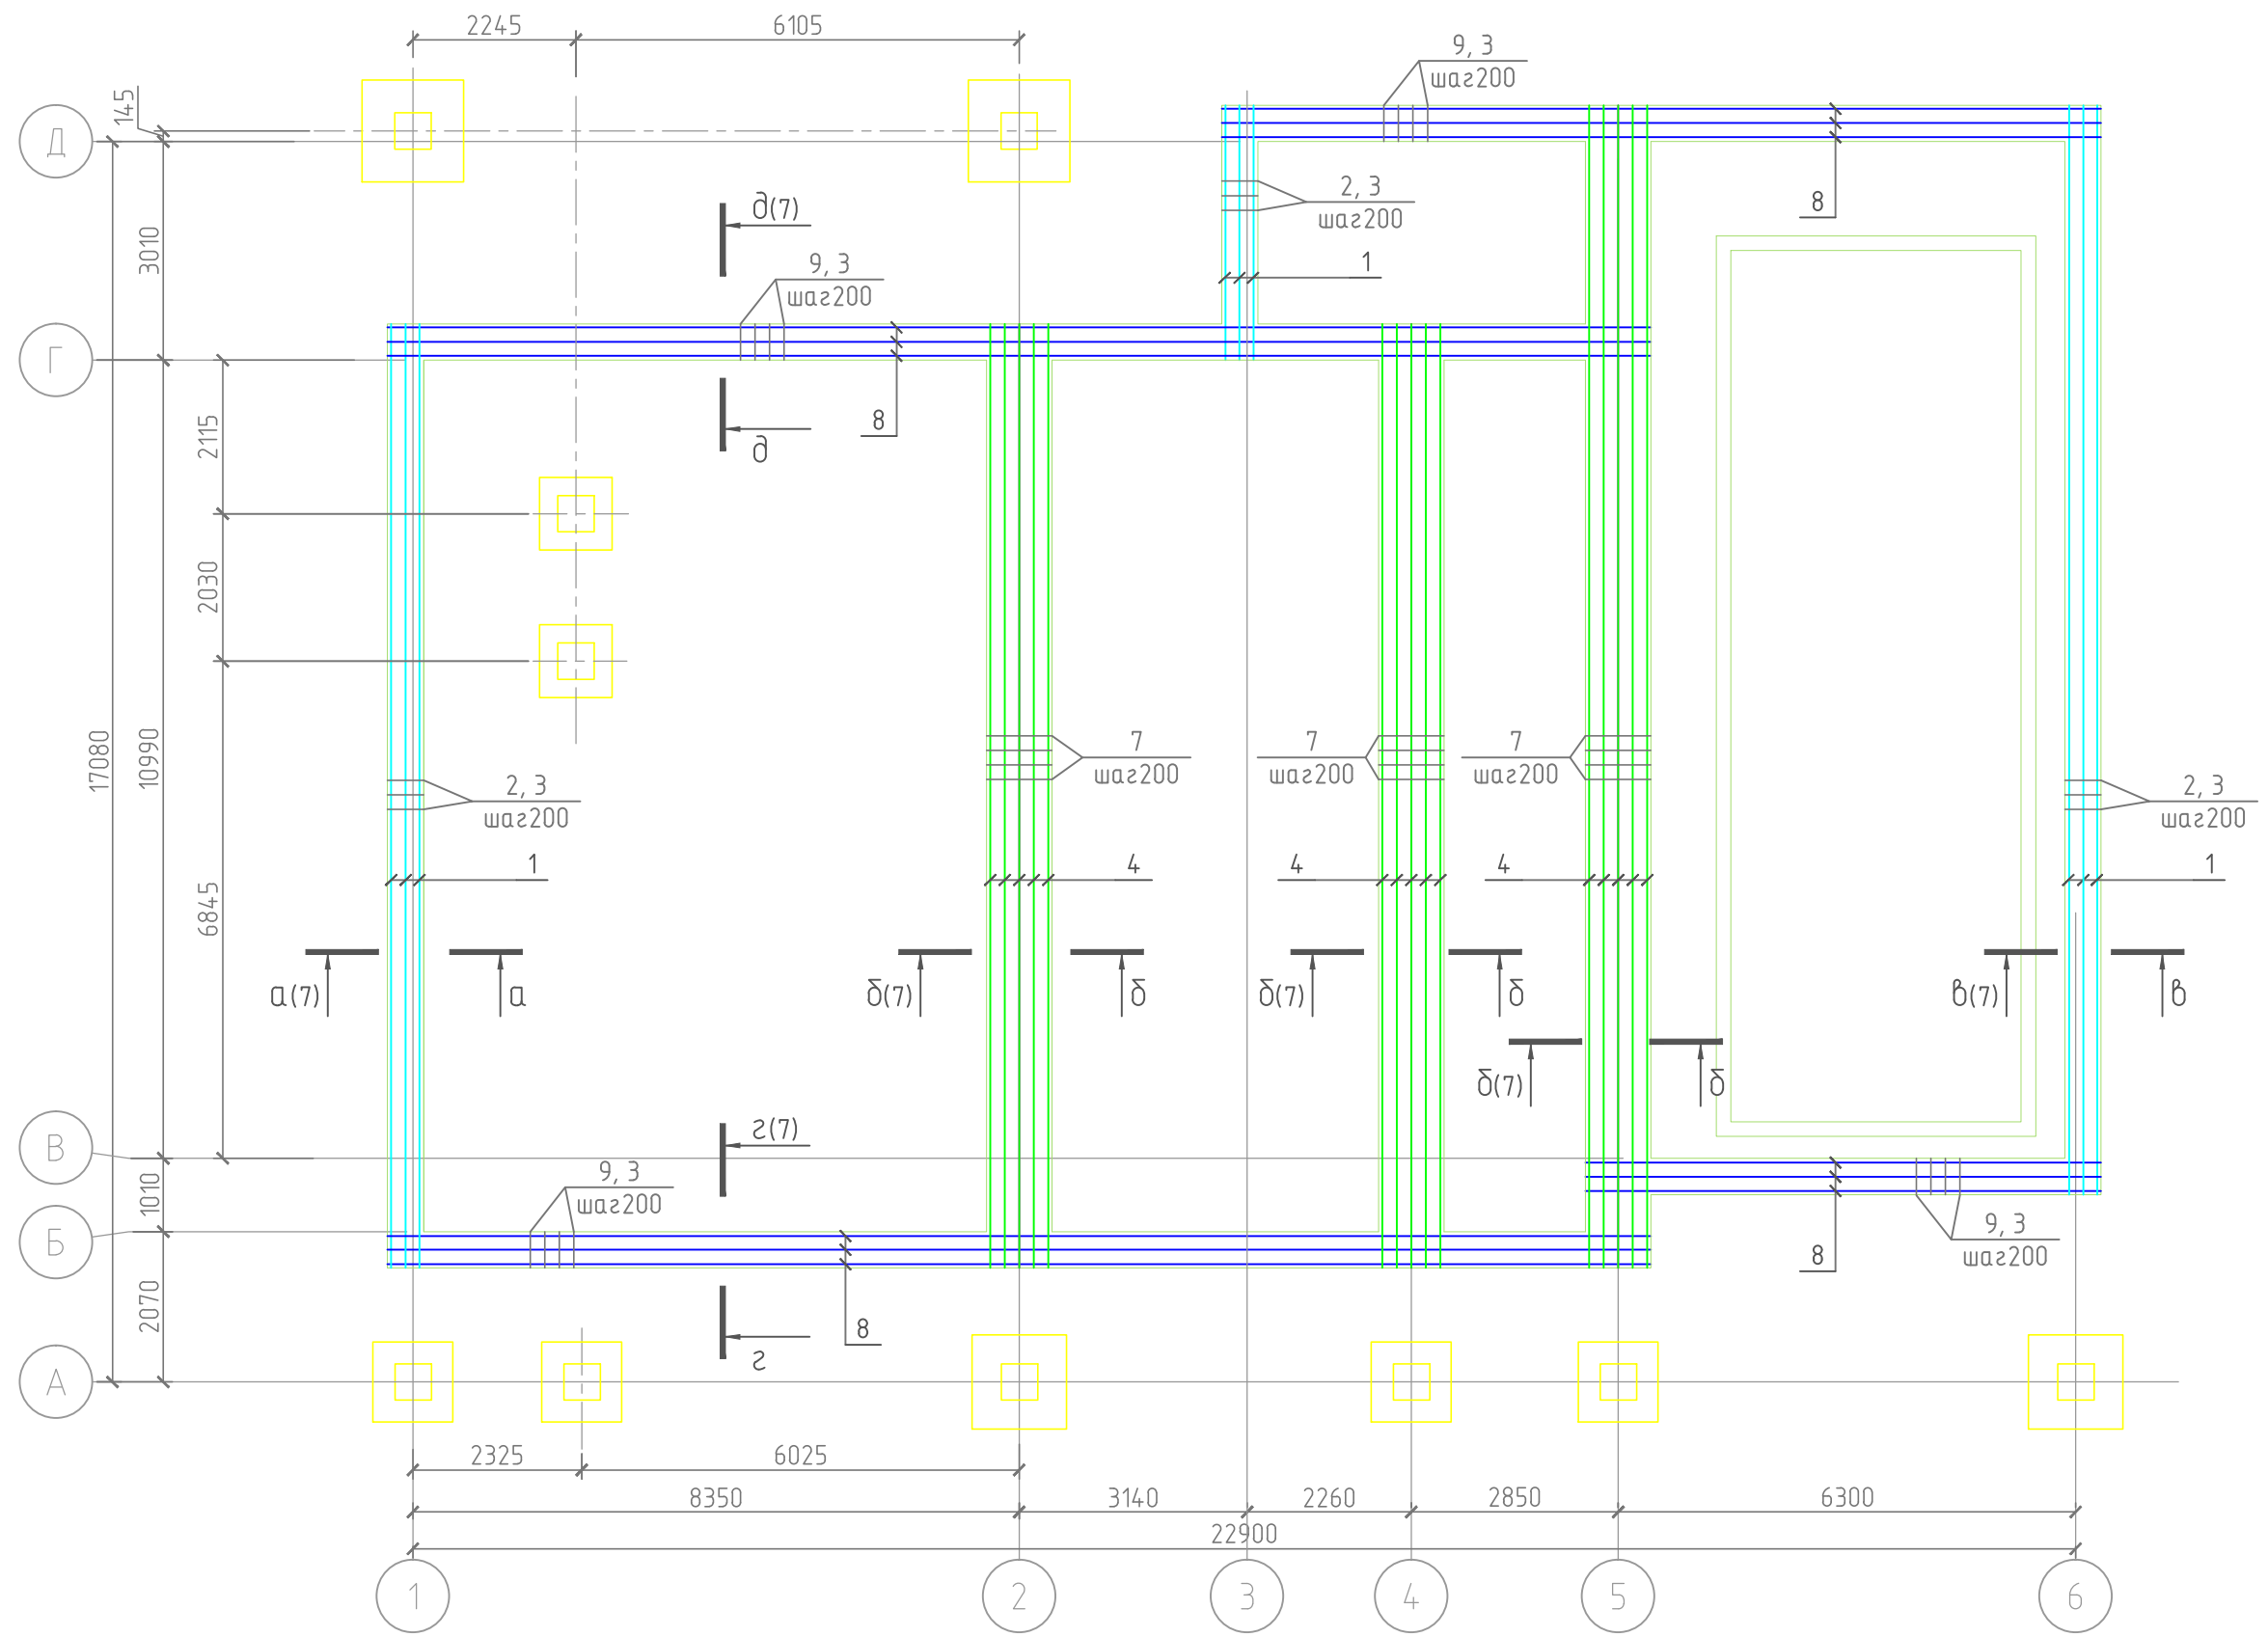 2245 6105
9, 3
шаг200
145
Д
2, 3
шаг200
8
д(7)
3010
9, 3
шаг200
1
Г
2115
8
д
2030
17080
10990
7
шаг200
7
шаг200
7
шаг200
2, 3
шаг200
2, 3
шаг200
6845
1
4
4
4
1
а(7) а
б(7) б
б(7) б
в(7) в
б(7) б
В
г(7)
9, 3
шаг200
1010
Б
9, 3
шаг200
8
2070
8
г
А
2325 6025
8350 3140 2260 2850 6300
22900
1 2 3 4 5 6